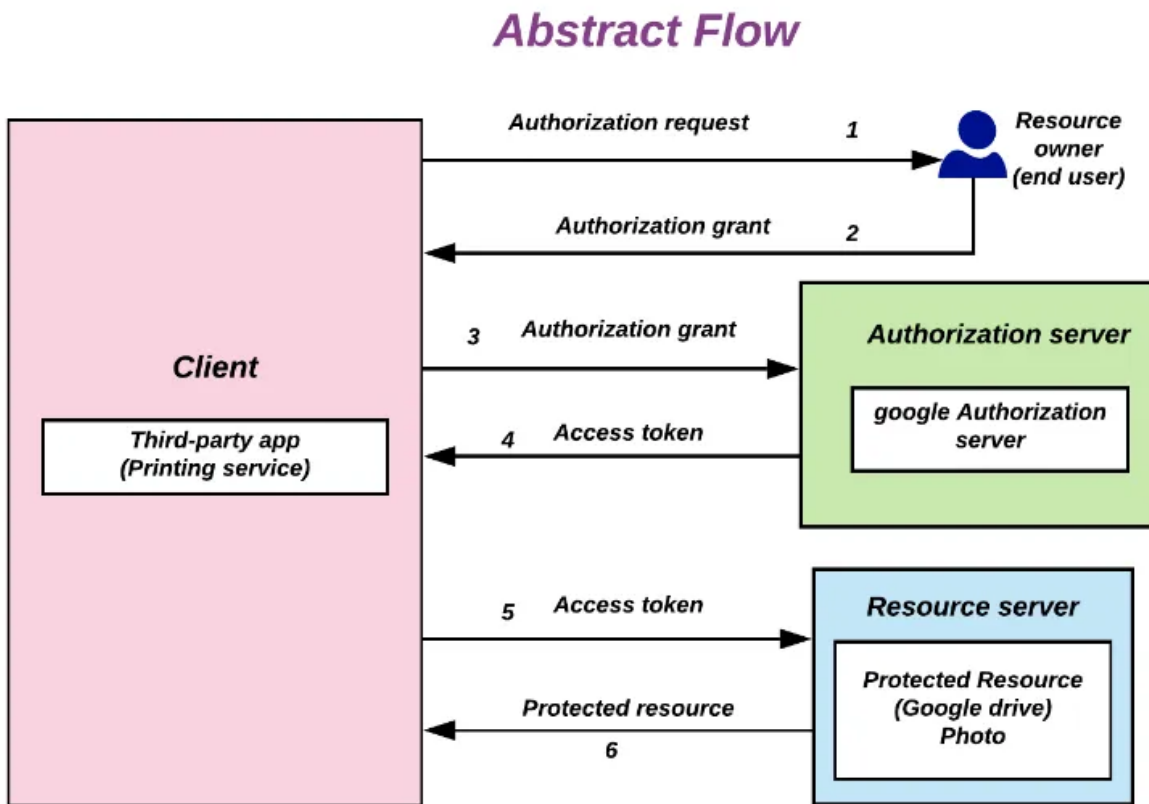 Abstract Flow
Authorization request
1
Resource
owner
(end user)
Authorization grant
2
3
Authorization grant
Authorization server
Client
google Authorization
server
Third-party app
(Printing service)
4
Access token
5
Access token
Resource server
Protected Resource
(Google drive)
Photo
Protected resource
6